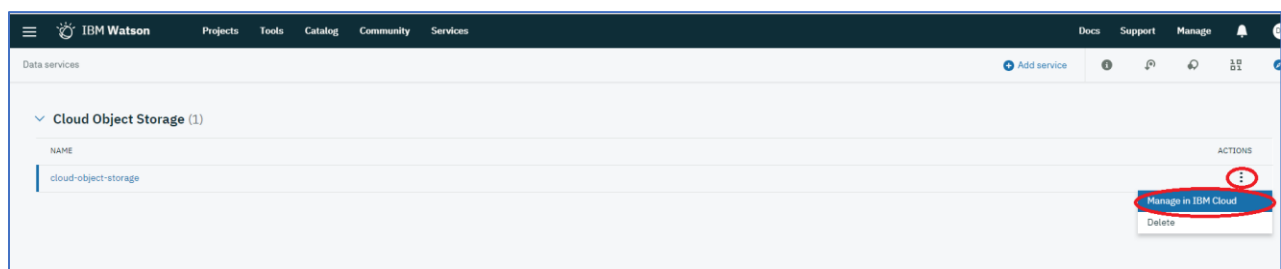 IBM Watson Projects Tools Catalog Community Services Docs Support Manage
Data services Add service
Cloud Object Storage (1)
NAME ACTIONS
cloud-object-storage
Manage in IBM Cloud
Delete